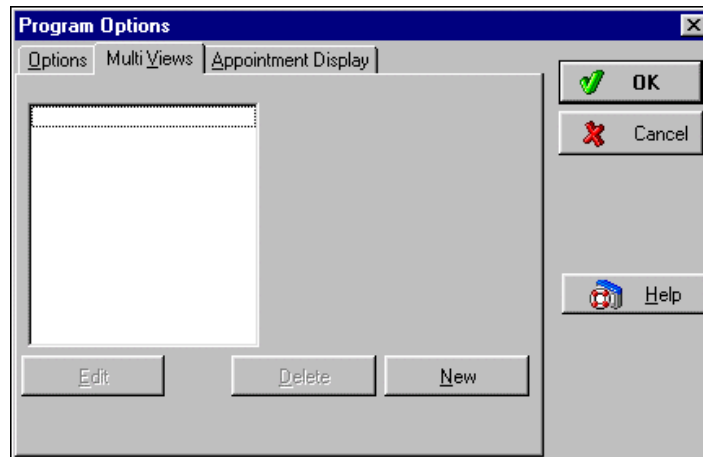 Program Options
Options Multi Views Appointment Display
OK
Cancel
Help
Edit Delete New